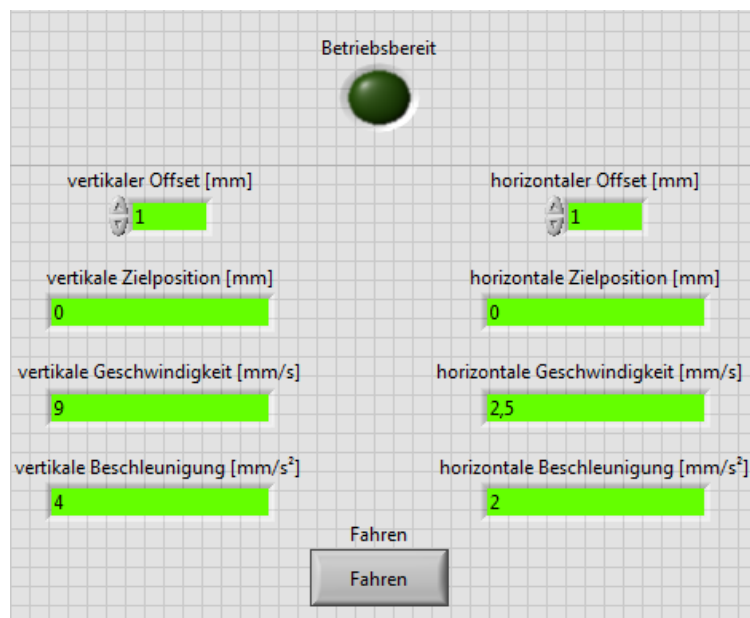 Betriebsbereit
vertikaler Offset [mm]
horizontaler Offset [mm]
1
1
vertikale Zielposition [mm]
horizontale Zielposition [mm]
0
0
vertikale Geschwindigkeit [mm/s]
horizontale Geschwindigkeit [mm/s]
9
2,5
vertikale Beschleunigung [mm/s²]
horizontale Beschleunigung [mm/s²]
4
2
Fahren
Fahren